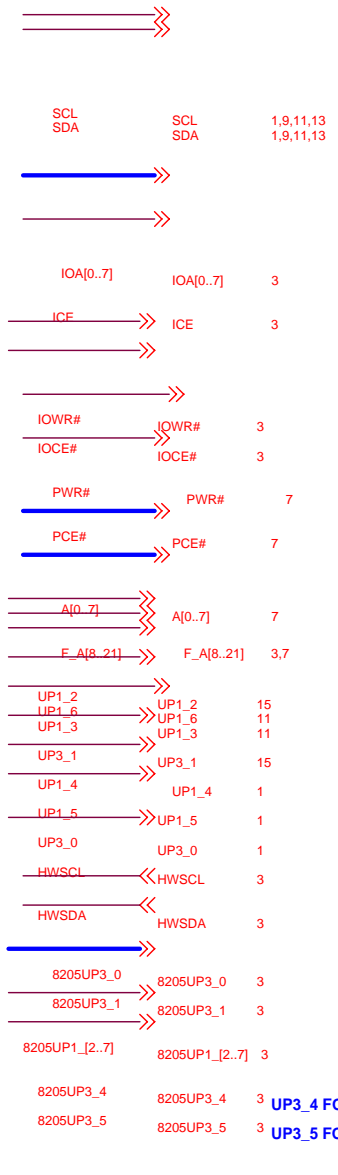 SCL SCL 1,9,11,13
SDA SDA 1,9,11,13
IOA[0..7] IOA[0..7] 3
ICE ICE 3
IOWR# IOWR# 3
IOCE# IOCE# 3
PWR# PWR# 7
PCE# PCE# 7
A[0..7] A[0..7] 7
F_A[8..21] F_A[8..21] 3,7
UP1_2 UP1_2 15
UP1_6 UP1_6 11
UP1_3 UP1_3 11
UP3_1 UP3_1 15
UP1_4 UP1_4 1
UP1_5 UP1_5 1
UP3_0 UP3_0 1
HWSCL HWSCL 3
HWSDA HWSDA 3
8205UP3_0 8205UP3_0 3
8205UP3_1 8205UP3_1 3
8205UP1_[2..7] 8205UP1_[2..7] 3
8205UP3_4 8205UP3_4 3 UP3_4
8205UP3_5 8205UP3_5 3 UP3_5